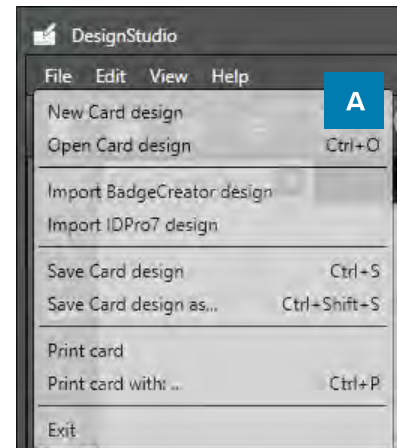 DesignStudio
File Edit View Help
A
New Card design
Open Card design Ctrl+O
Import BadgeCreator design
Import IDPro7 design
Save Card design Ctrl+S
Save Card design as... Ctrl+Shift+S
Print card
Print card with: .. Ctrl+P
Exit